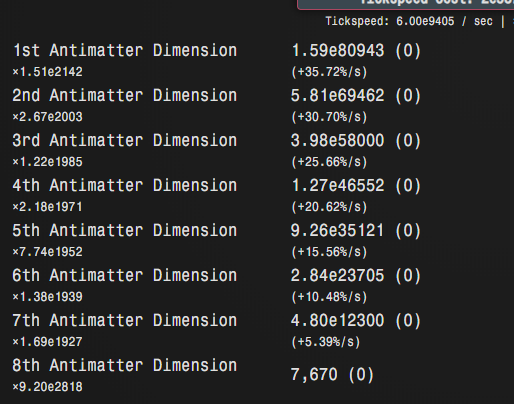 Tickspeed: 6.00e9405 / sec |
1st Antimatter Dimension 1.59e80943 (0)
×1.51e2142 (+35.72%/s)
2nd Antimatter Dimension 5.81e69462 (0)
×2.67e2003 (+30.70%/s)
3rd Antimatter Dimension 3.98e58000 (0)
×1.22e1985 (+25.66%/s)
4th Antimatter Dimension 1.27e46552 (0)
×2.18e1971 (+20.62%/s)
5th Antimatter Dimension 9.26e35121 (0)
×7.74e1952 (+15.56%/s)
6th Antimatter Dimension 2.84e23705 (0)
×1.38e1939 (+10.48%/s)
7th Antimatter Dimension 4.80e12300 (0)
×1.69e1927 (+5.39%/s)
8th Antimatter Dimension 7,670 (0)
×9.20e2818